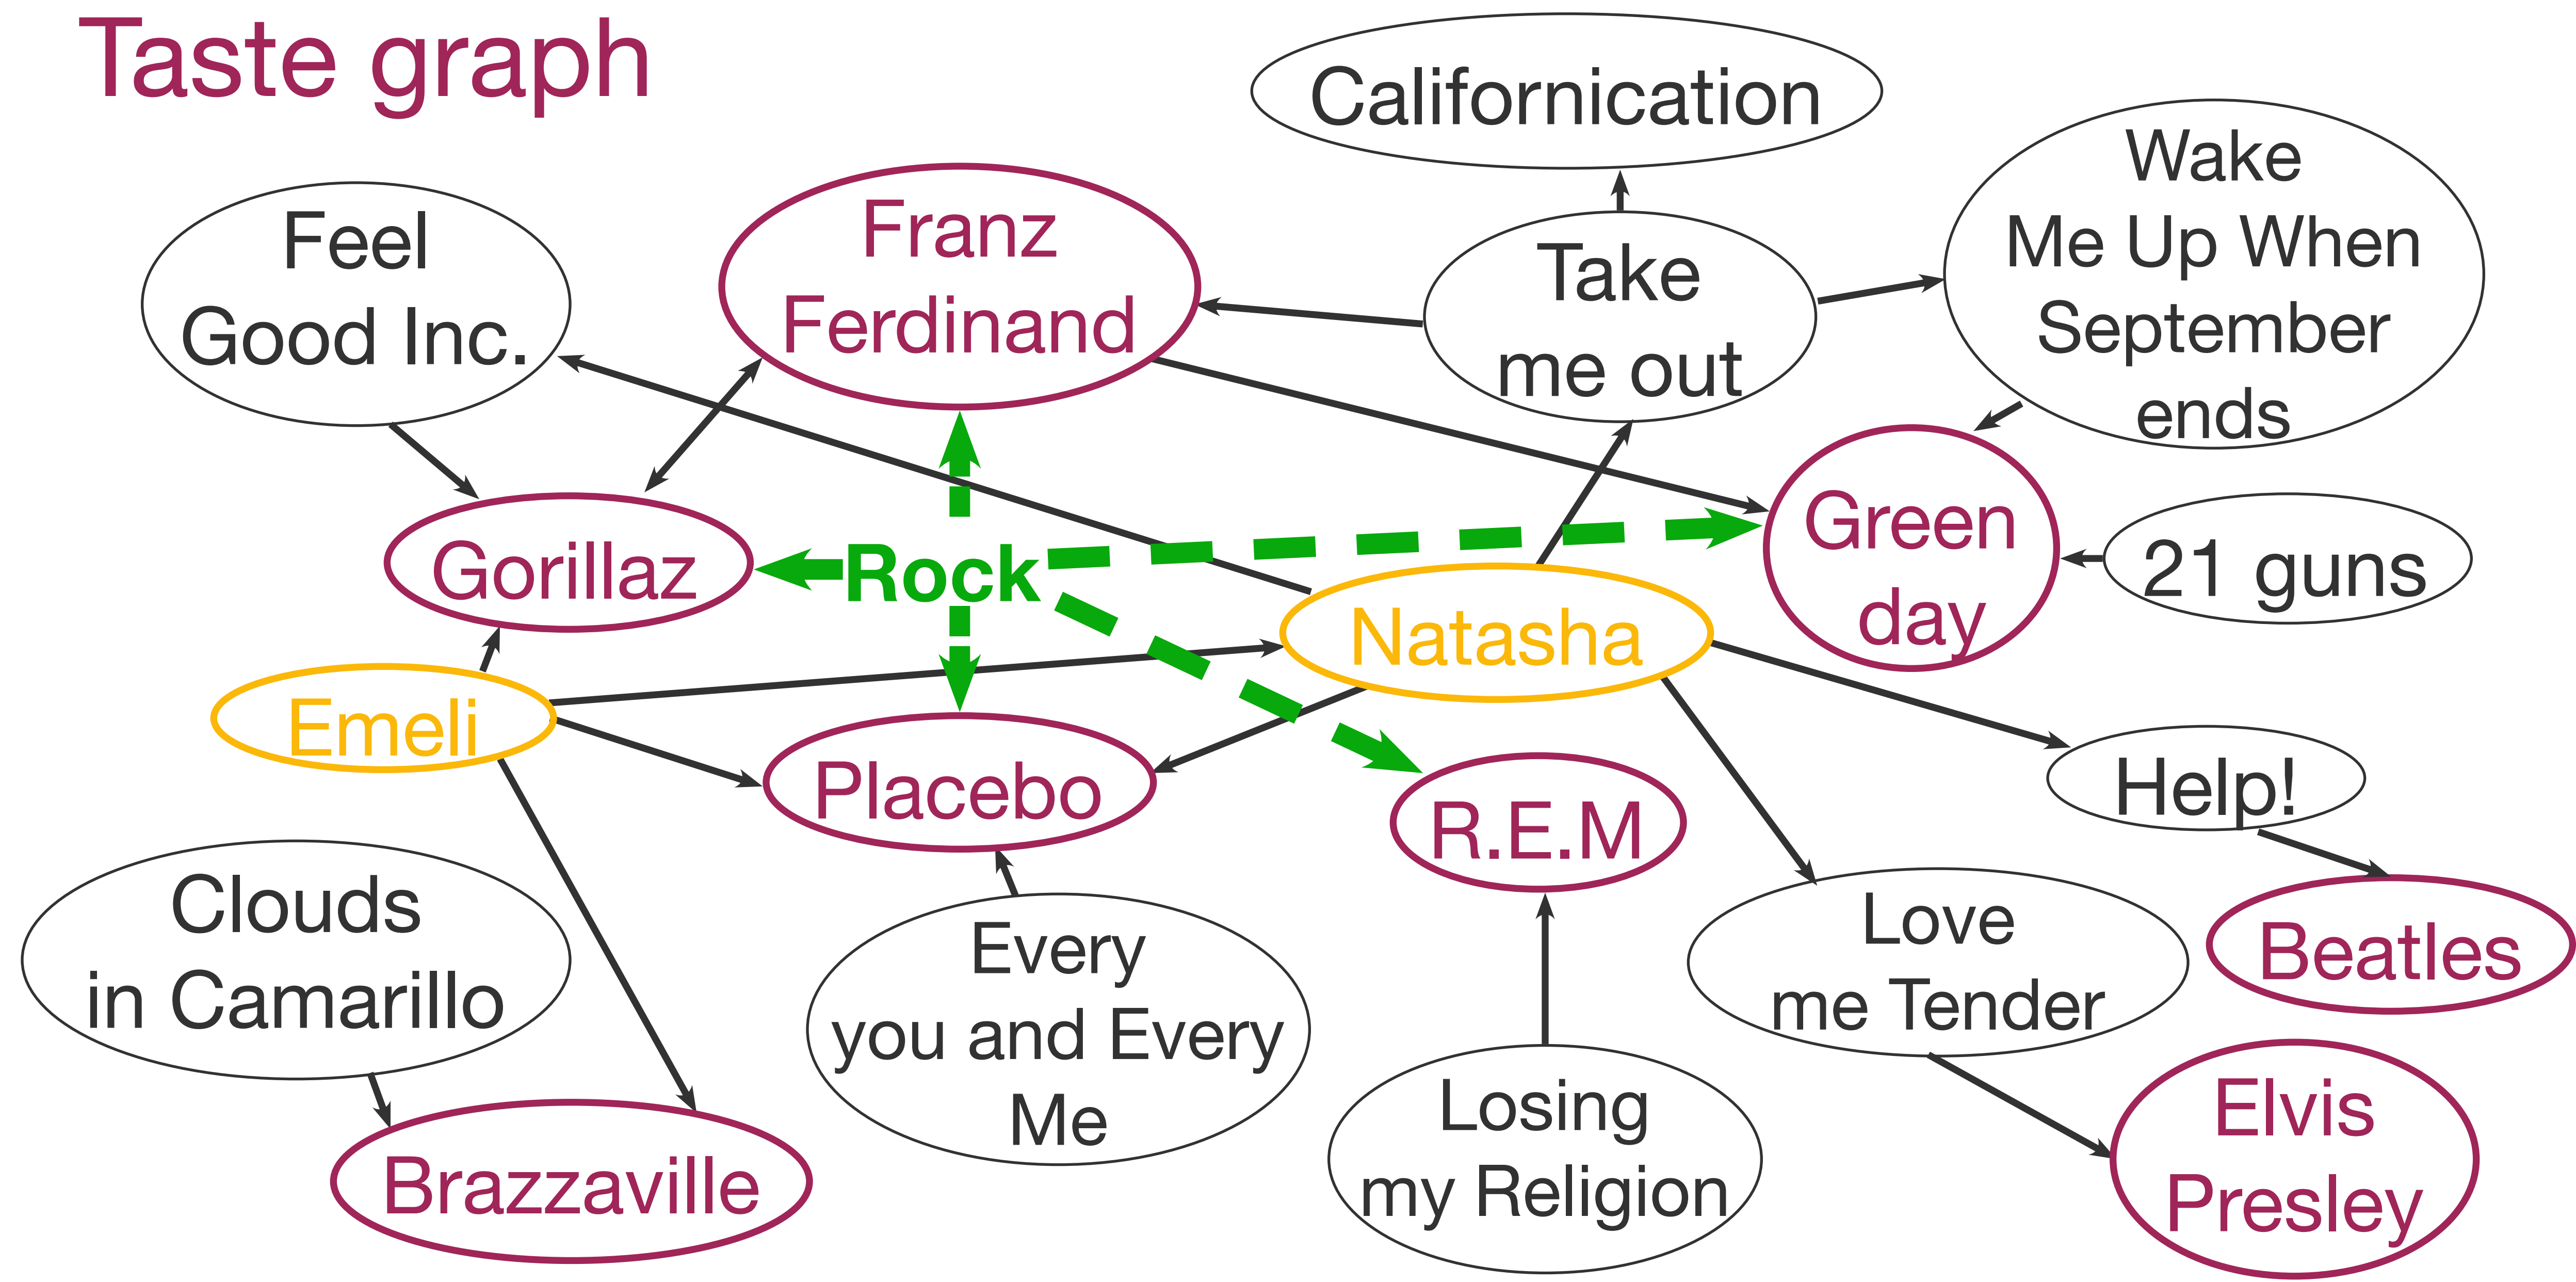 Taste graph
Californication
Wake
Me Up When
September
ends
Feel
Good Inc.
Franz
Ferdinand
Take
me out
Green
day
21 guns
Gorillaz
Rock
Natasha
Emeli
Placebo
R.E.M
Help!
Clouds
in Camarillo
Every
you and Every
Me
Love
me Tender
Beatles
Losing
my Religion
Brazzaville
Elvis
Presley